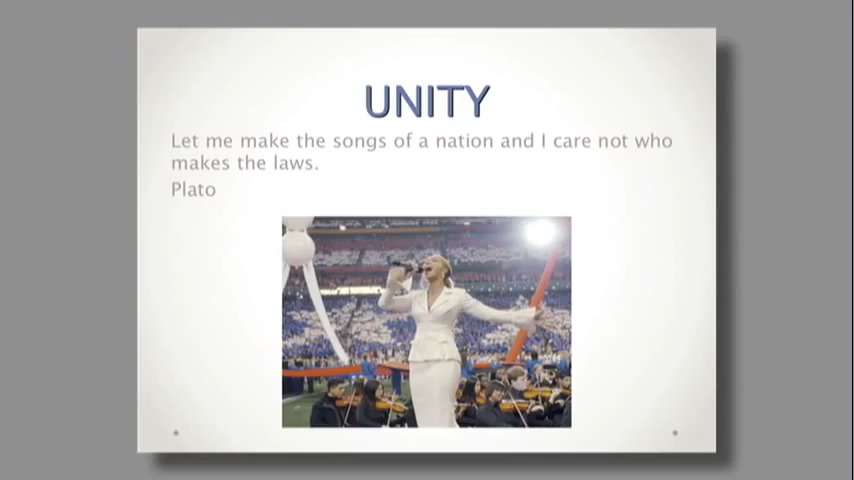 UNITY
Let me make the songs of a nation and I care not who
makes the laws.
Plato